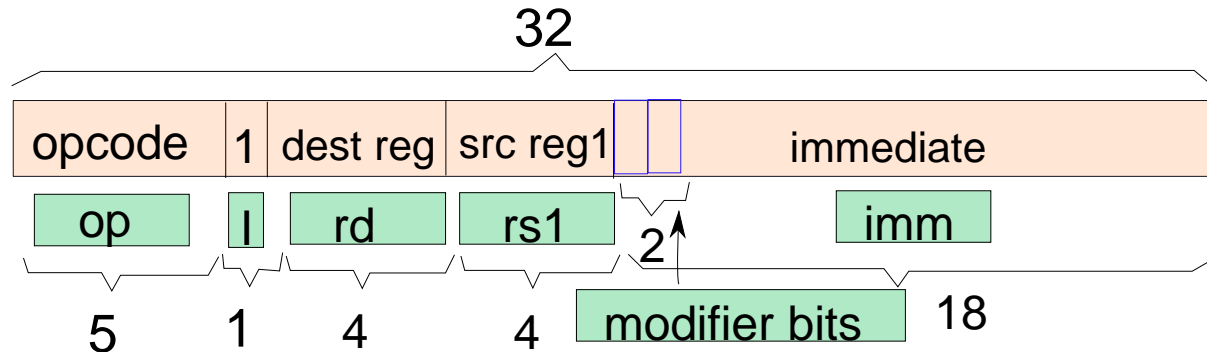 32
opcode 1 dest reg src reg1 immediate
op I rd rs1 2 imm
5 1 4 4 modifier bits 18